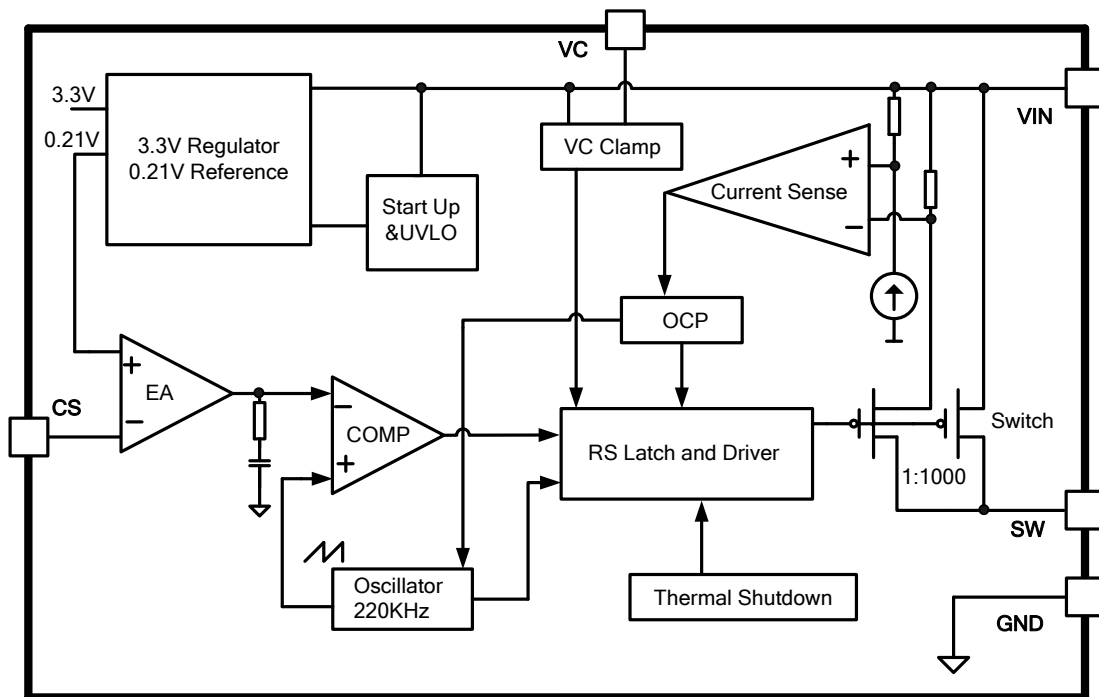 VC
3.3V
0.21V
3.3V Regulator
0.21V Reference
Start Up
&UVLO
VC Clamp
+
Current Sense
−
VIN
OCP
+
EA
−
CS
−
COMP
+
RS Latch and Driver
Switch
1:1000
SW
Oscillator
220KHz
Thermal Shutdown
GND